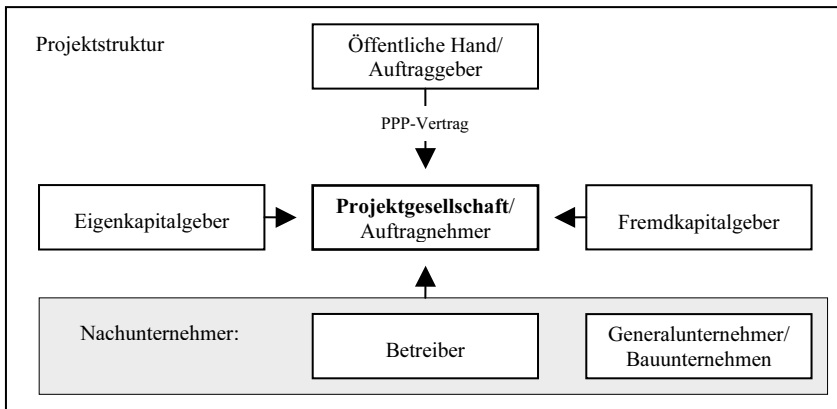 Projektstruktur
Öffentliche Hand/
Auftraggeber
PPP-Vertrag
Eigenkapitalgeber
Projektgesellschaft/
Auftragnehmer
Fremdkapitalgeber
Nachunternehmer:
Betreiber
Generalunternehmer/
Bauunternehmen